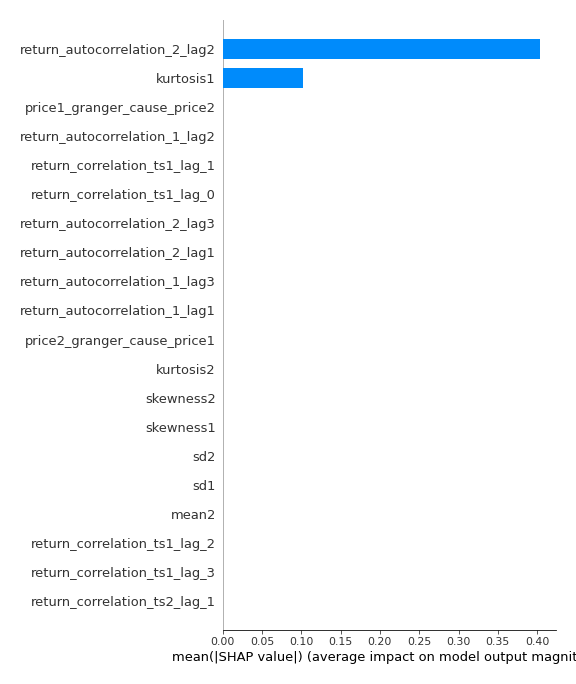 return_autocorrelation_2_lag2
kurtosis1
price1_granger_cause_price2
return_autocorrelation_1_lag2
return_correlation_ts1_lag_1
return_correlation_ts1_lag_0
return_autocorrelation_2_lag3
return_autocorrelation_2_lag1
return_autocorrelation_1_lag3
return_autocorrelation_1_lag1
price2_granger_cause_price1
kurtosis2
skewness2
skewness1
sd2
sd1
mean2
return_correlation_ts1_lag_2
return_correlation_ts1_lag_3
return_correlation_ts2_lag_1
0.00 0.05 0.10 0.15 0.20 0.25 0.30 0.35 0.40
mean(|SHAP value|) (average impact on model output magnit